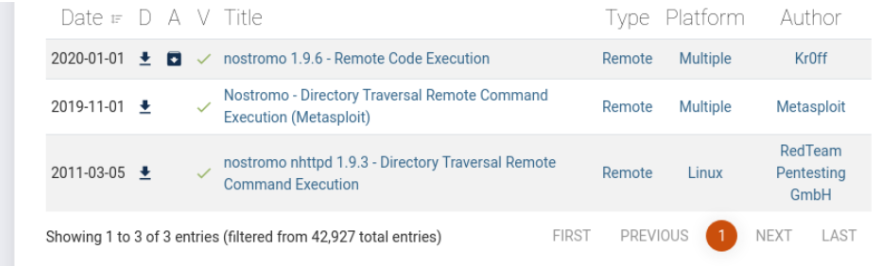 Date D A V Title Type Platform Author
2020-01-01 nostromo 1.9.6 - Remote Code Execution Remote Multiple Kr0ff
2019-11-01 Nostromo - Directory Traversal Remote Command Execution (Metasploit) Remote Multiple Metasploit
2011-03-05 nostromo nhttpd 1.9.3 - Directory Traversal Remote Command Execution Remote Linux RedTeam Pentesting GmbH
Showing 1 to 3 of 3 entries (filtered from 42,927 total entries) FIRST PREVIOUS 1 NEXT LAST